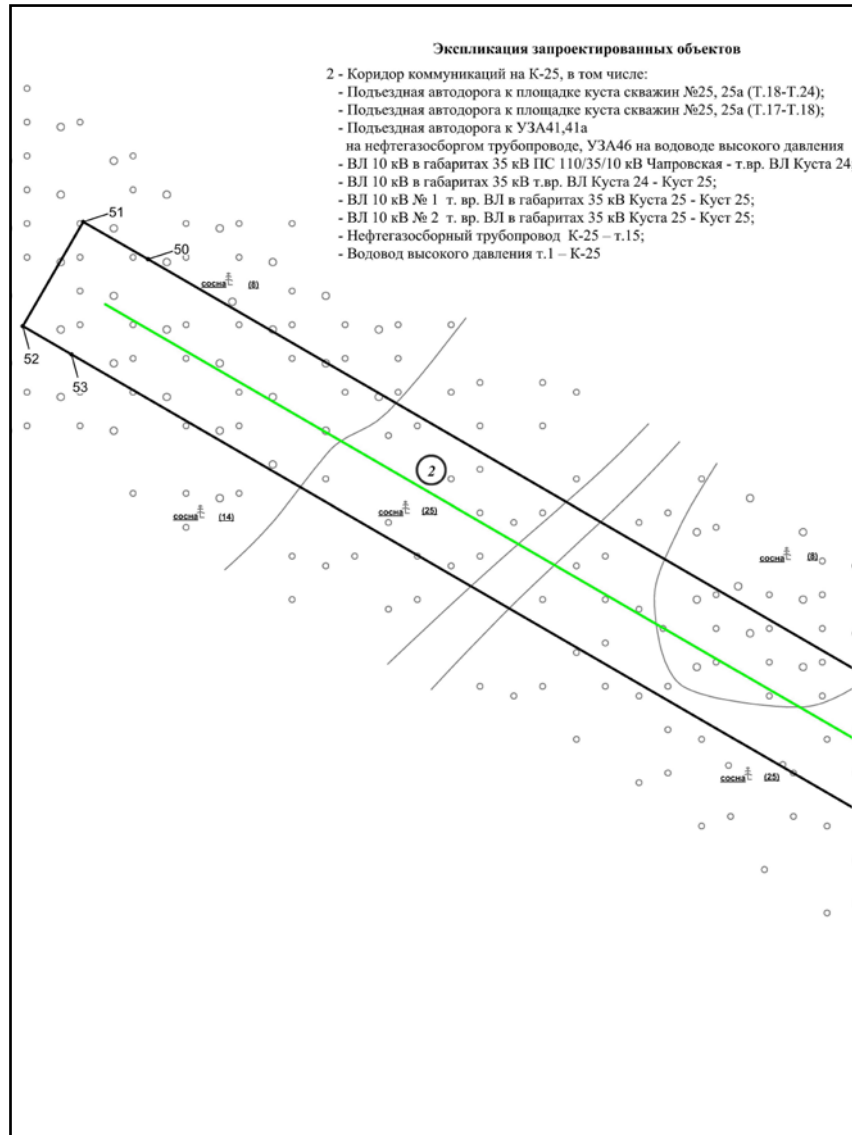 Экспликация запроектированных объектов
2 - Коридор коммуникаций на К-25, в том числе:
- Подъездная автодорога к площадке куста скважин №25, 25а (Т.18-Т.24);
- Подъездная автодорога к площадке куста скважин №25, 25а (Т.17-Т.18);
- Подъездная автодорога к УЗА41,41а
на нефтегазосборгом трубопроводе, УЗА46 на водоводе высокого давления
- ВЛ 10 кВ в габаритах 35 кВ ПС 110/35/10 кВ Чапровская - т.вр. ВЛ Куста 24;
- ВЛ 10 кВ в габаритах 35 кВ т.вр. ВЛ Куста 24 - Куст 25;
- ВЛ 10 кВ № 1 т. вр. ВЛ в габаритах 35 кВ Куста 25 - Куст 25;
- ВЛ 10 кВ № 2 т. вр. ВЛ в габаритах 35 кВ Куста 25 - Куст 25;
- Нефтегазосборный трубопровод К-25 – т.15;
- Водовод высокого давления т.1 – К-25
51
50
сосна (8)
52
53
2
сосна (14)
сосна (25)
сосна (8)
сосна (25)